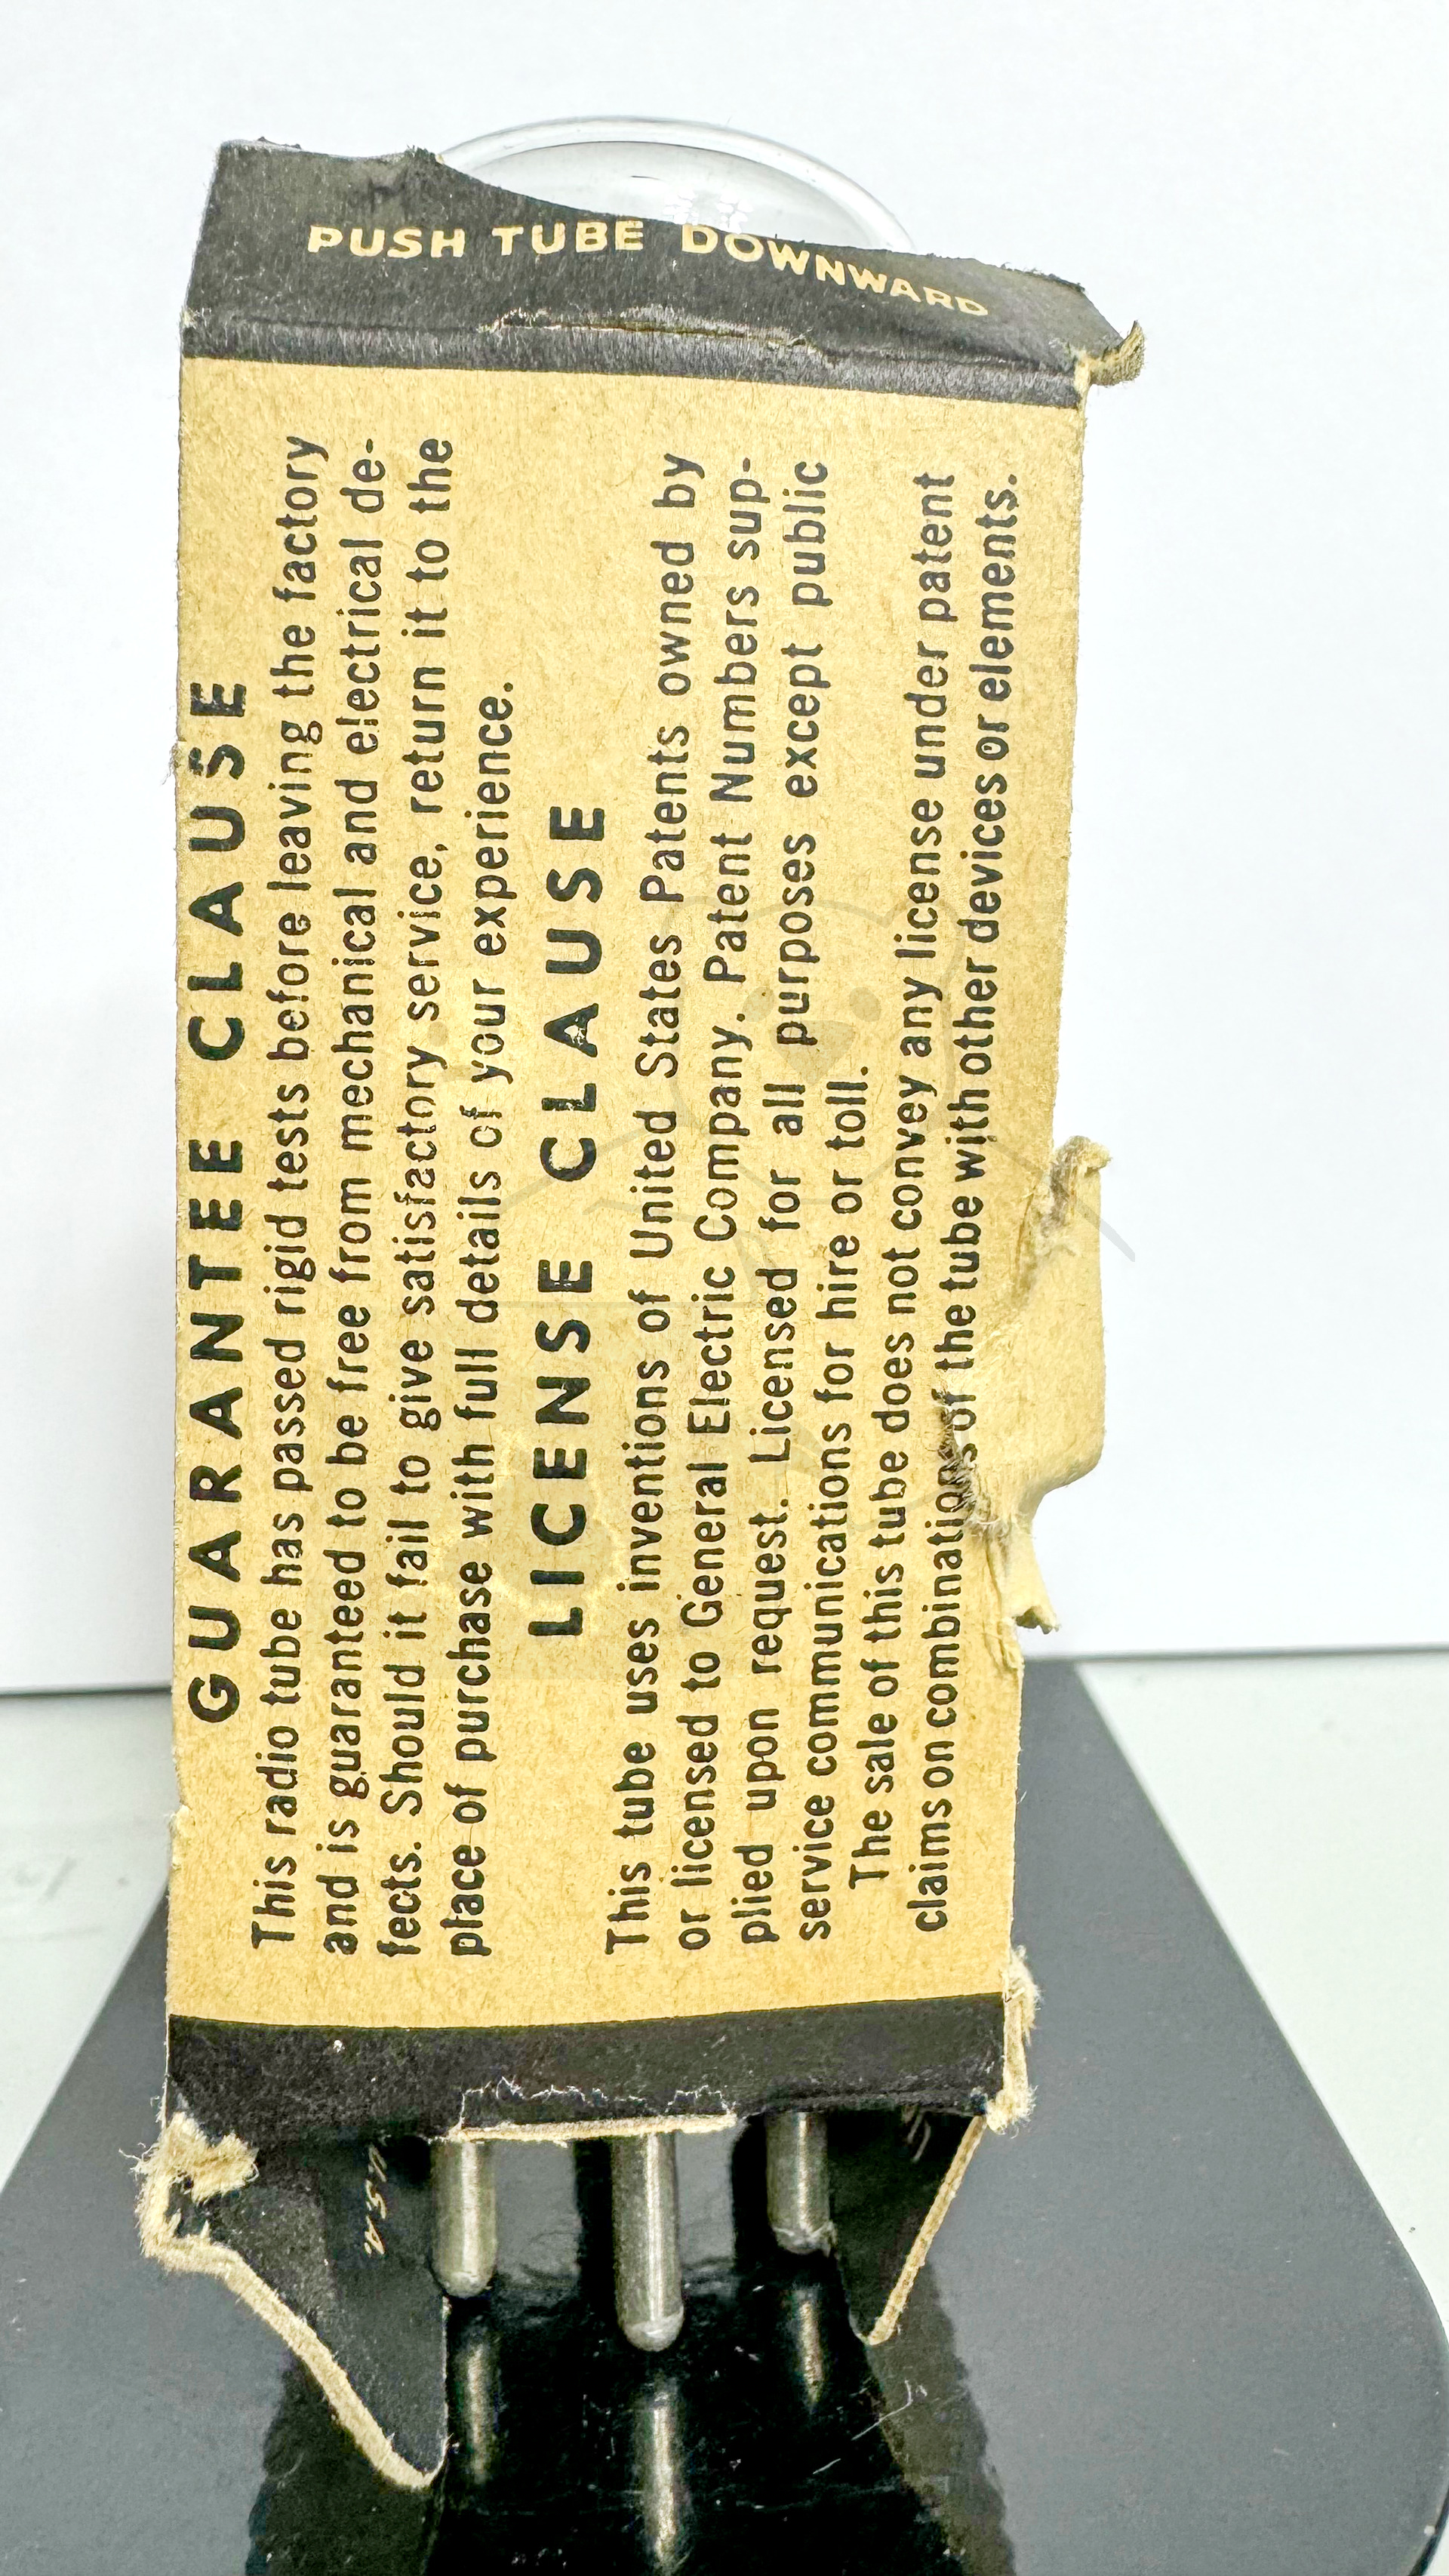 PUSH TUBE DOWNWARD
GUARANTEE CLAUSE
This radio tube has passed rigid tests before leaving the factory
and is guaranteed to be free from mechanical and electrical de-
fects. Should it fail to give satisfactory service, return it to the
place of purchase with full details of your experience.
LICENSE CLAUSE
This tube uses inventions of United States Patents owned by
or licensed to General Electric Company. Patent Numbers sup-
plied upon request. Licensed for all purposes except public
service communications for hire or toll.
The sale of this tube does not convey any license under patent
claims on combinations of the tube with other devices or elements.
U.S.A.